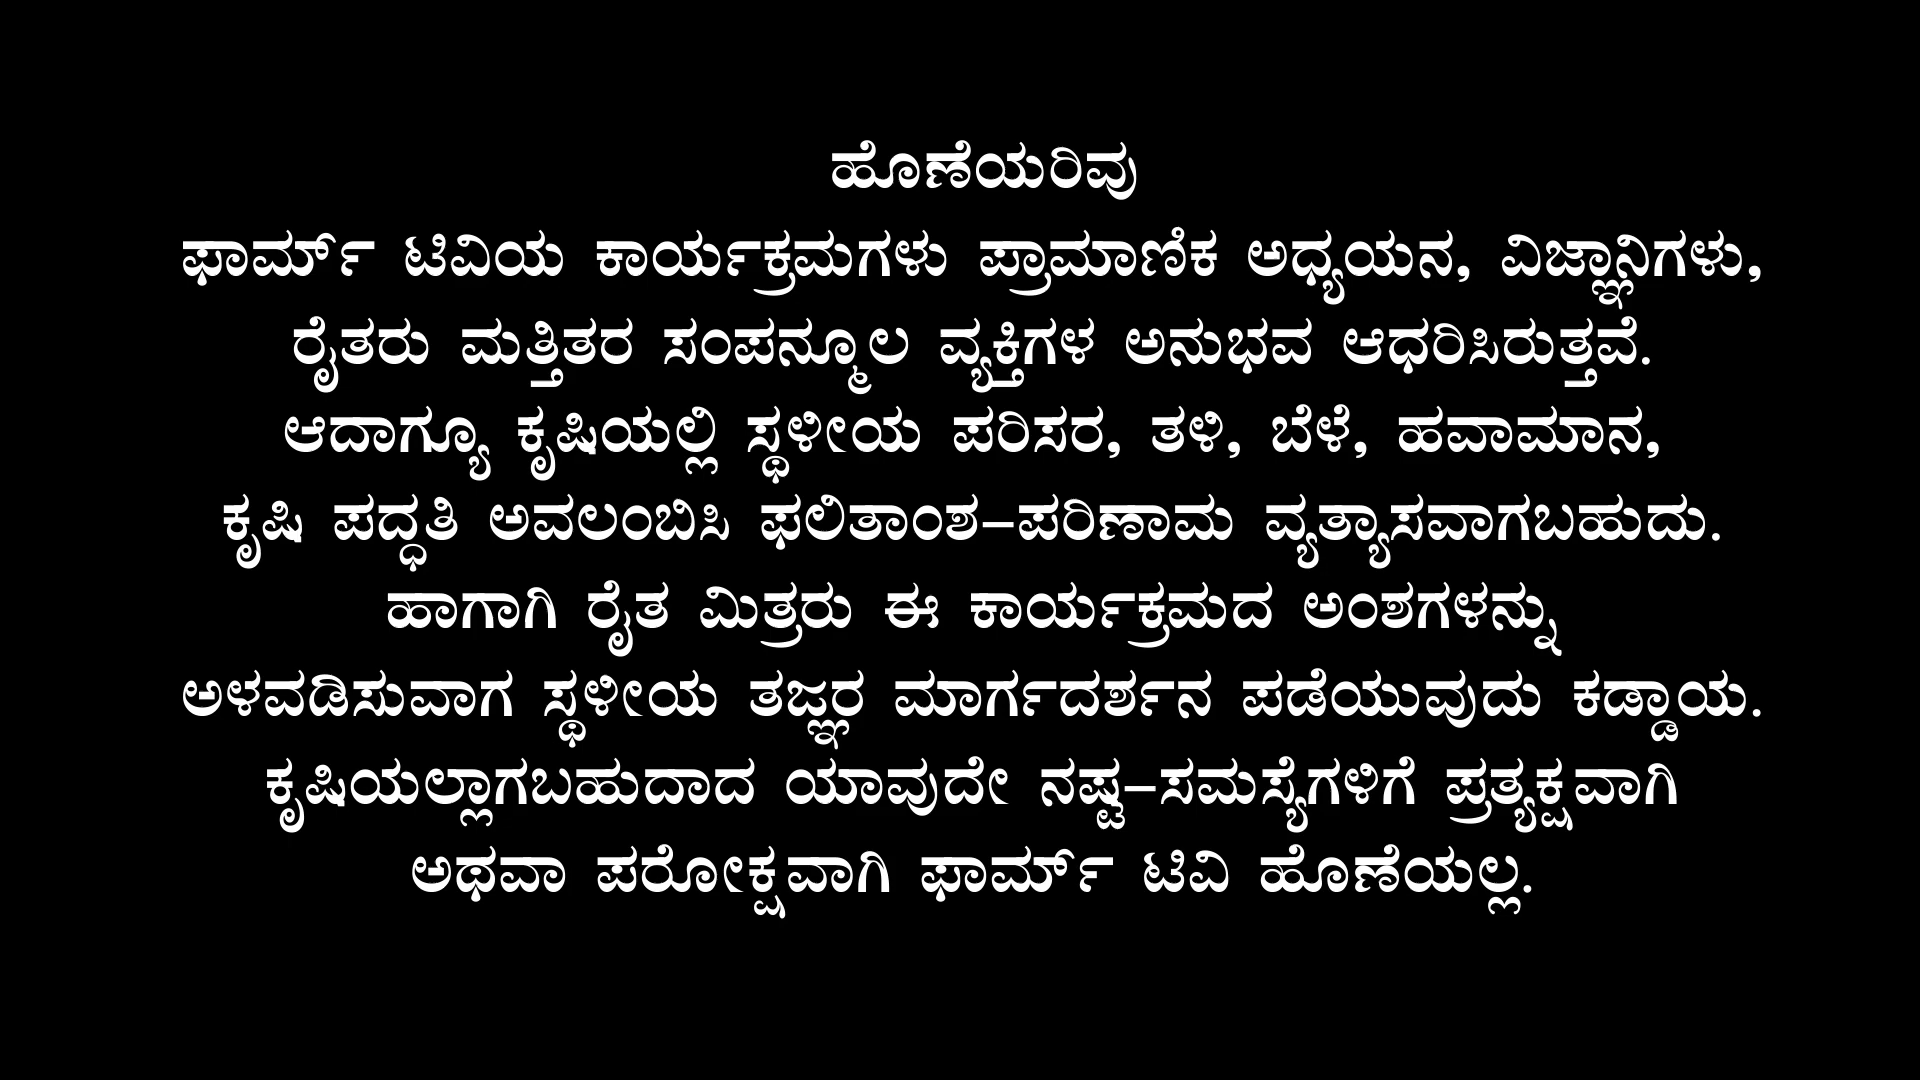 ಹೊಣೆಯರಿವು
ಫಾರ್ಮ್ ಟಿವಿಯ ಕಾರ್ಯಕ್ರಮಗಳು ಪ್ರಾಮಾಣಿಕ ಅಧ್ಯಯನ, ವಿಜ್ಞಾನಿಗಳು,
ರೈತರು ಮತ್ತಿತರ ಸಂಪನ್ಮೂಲ ವ್ಯಕ್ತಿಗಳ ಅನುಭವ ಆಧರಿಸಿರುತ್ತವೆ.
ಆದಾಗ್ಯೂ ಕೃಷಿಯಲ್ಲಿ ಸ್ಥಳೀಯ ಪರಿಸರ, ತಳಿ, ಬೆಳೆ, ಹವಾಮಾನ,
ಕೃಷಿ ಪದ್ಧತಿ ಅವಲಂಬಿಸಿ ಫಲಿತಾಂಶ-ಪರಿಣಾಮ ವ್ಯತ್ಯಾಸವಾಗಬಹುದು.
ಹಾಗಾಗಿ ರೈತ ಮಿತ್ರರು ಈ ಕಾರ್ಯಕ್ರಮದ ಅಂಶಗಳನ್ನು
ಅಳವಡಿಸುವಾಗ ಸ್ಥಳೀಯ ತಜ್ಞರ ಮಾರ್ಗದರ್ಶನ ಪಡೆಯುವುದು ಕಡ್ಡಾಯ.
ಕೃಷಿಯಲ್ಲಾಗಬಹುದಾದ ಯಾವುದೇ ನಷ್ಟ-ಸಮಸ್ಯೆಗಳಿಗೆ ಪ್ರತ್ಯಕ್ಷವಾಗಿ
ಅಥವಾ ಪರೋಕ್ಷವಾಗಿ ಫಾರ್ಮ್ ಟಿವಿ ಹೊಣೆಯಲ್ಲ.